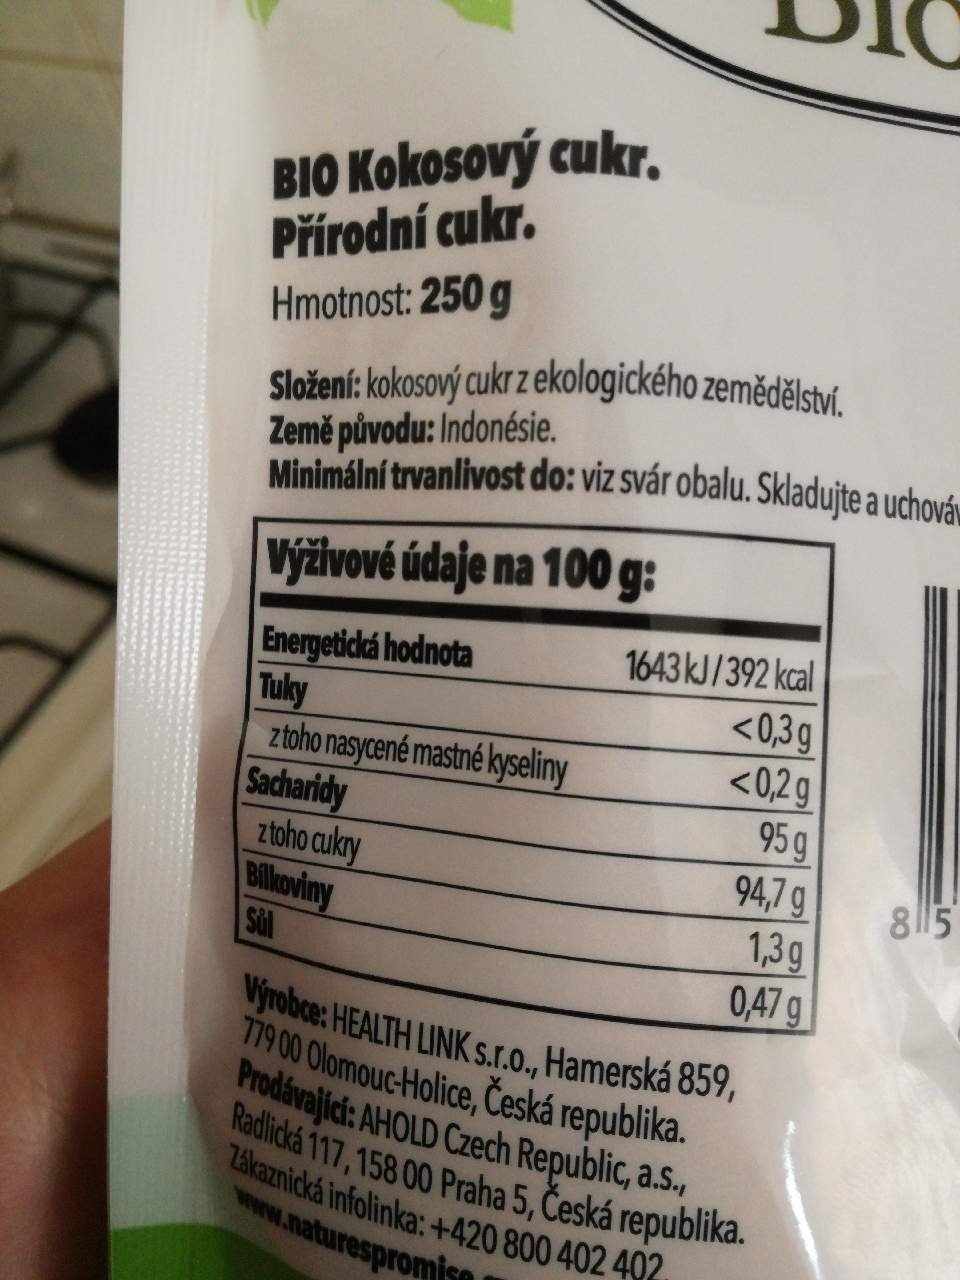 Bio
BIO Kokosový cukr.
Přírodní cukr.
Hmotnost: 250 g
Složení: kokosový cukr z ekologického zemědělství.
Země původu: Indonésie.
Minimální trvanlivost do: viz svár obalu. Skladujte a
Výživové údaje na 100 g:
Energetická hodnota 1643 kJ / 392 kcal
Tuky <0,3 g
z toho nasycené mastné kyseliny <0,2 g
Sacharidy 95 g
z toho cukry 94,7 g
Bílkoviny 1,3 g
Sůl 0,47 g
8 5
Výrobce: HEALTH LINK s.r.o., Hamerská 859,
779 00 Olomouc-Holice, Česká republika.
Prodávající: AHOLD Czech Republic, a.s.,
Radlická 117, 158 00 Praha 5, Česká republika.
Zákaznická infolinka: +420 800 402 402
www.naturespromise